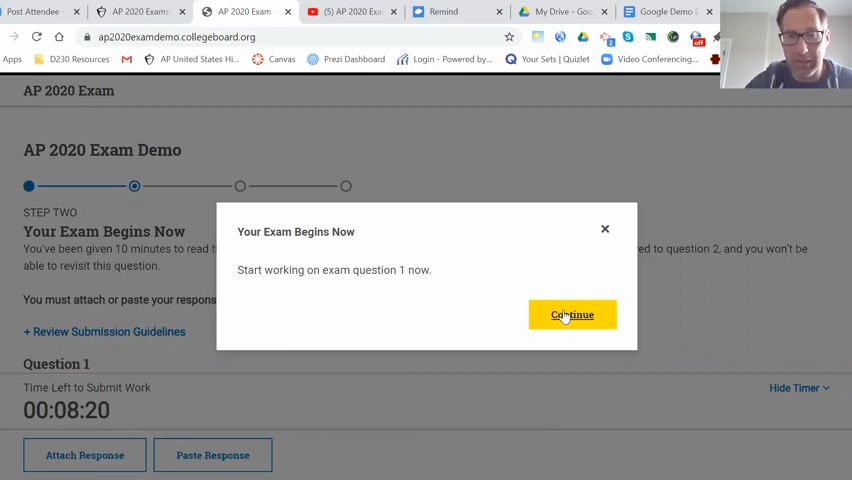 Post Attendee -
AP 2020 Exams
AP 2020 Exam -
(5) AP 2020 Exa
Remind
My Drive - Goo
Google Demo D
ap2020examdemo.collegeboard.org
2
off
Apps
D230 Resources
AP United States Hi...
Canvas
Prezi Dashboard
Login - Powered by...
Your Sets | Quizlet
Video Conferencing...
AP 2020 Exam
AP 2020 Exam Demo
STEP TWO
Your Exam Begins Now
You've been given 10 minutes to read th
ed to question 2, and you won't be
able to revisit this question.
You must attach or paste your respons
+ Review Submission Guidelines
Question 1
Your Exam Begins Now
Start working on exam question 1 now.
Continue
Time Left to Submit Work
Hide Timer
00:08:20
Attach Response
Paste Response